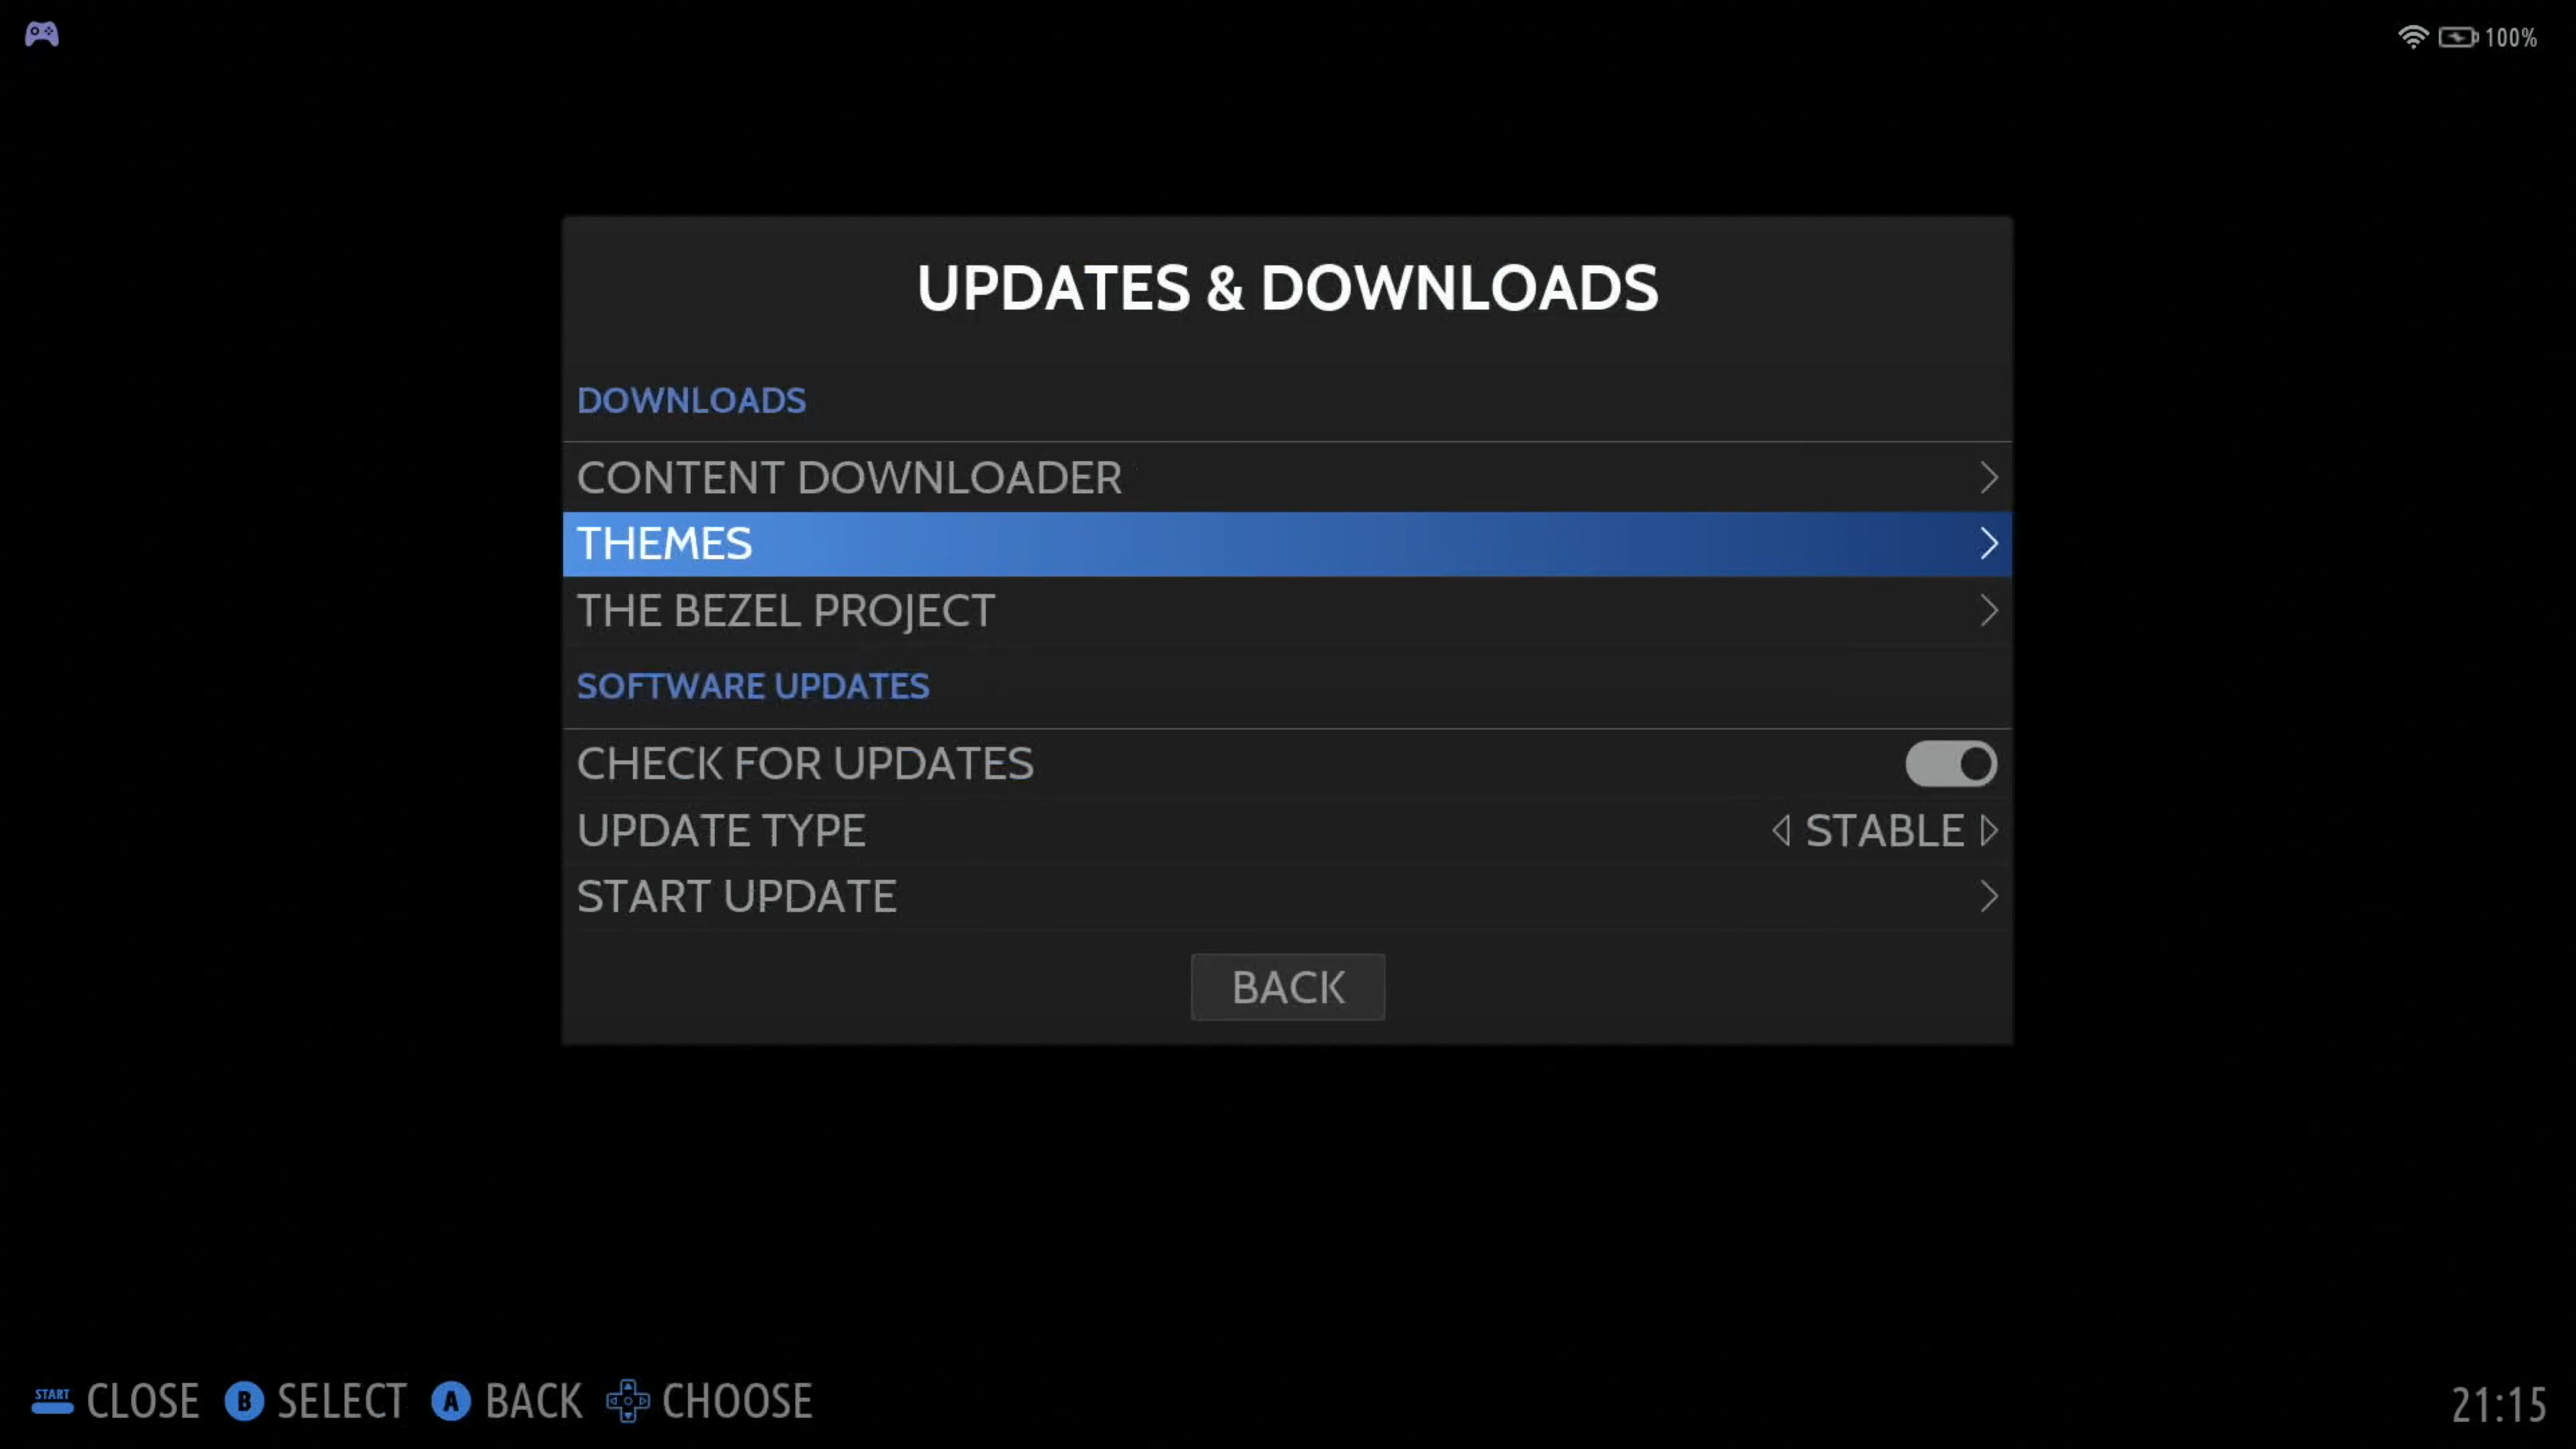 100%
UPDATES & DOWNLOADS
DOWNLOADS
CONTENT DOWNLOADER
THEMES
THE BEZEL PROJECT
SOFTWARE UPDATES
CHECK FOR UPDATES
UPDATE TYPE STABLE
START UPDATE
BACK
START CLOSE B SELECT A BACK CHOOSE
21:15